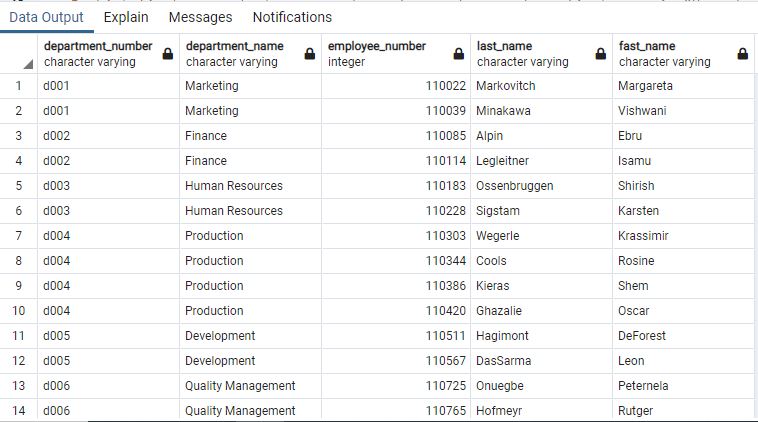 Data Output Explain Messages Notifications
department_number department_name employee_number last_name fast_name
character varying character varying integer character varying character varying
1 d001 Marketing 110022 Markovitch Margareta
2 d001 Marketing 110039 Minakawa Vishwani
3 d002 Finance 110085 Alpin Ebru
4 d002 Finance 110114 Legleitner Isamu
5 d003 Human Resources 110183 Ossenbruggen Shirish
6 d003 Human Resources 110228 Sigstam Karsten
7 d004 Production 110303 Wegerle Krassimir
8 d004 Production 110344 Cools Rosine
9 d004 Production 110386 Kieras Shem
10 d004 Production 110420 Ghazalie Oscar
11 d005 Development 110511 Hagimont DeForest
12 d005 Development 110567 DasSarma Leon
13 d006 Quality Management 110725 Onuegbe Peternela
14 d006 Quality Management 110765 Hofmeyr Rutger